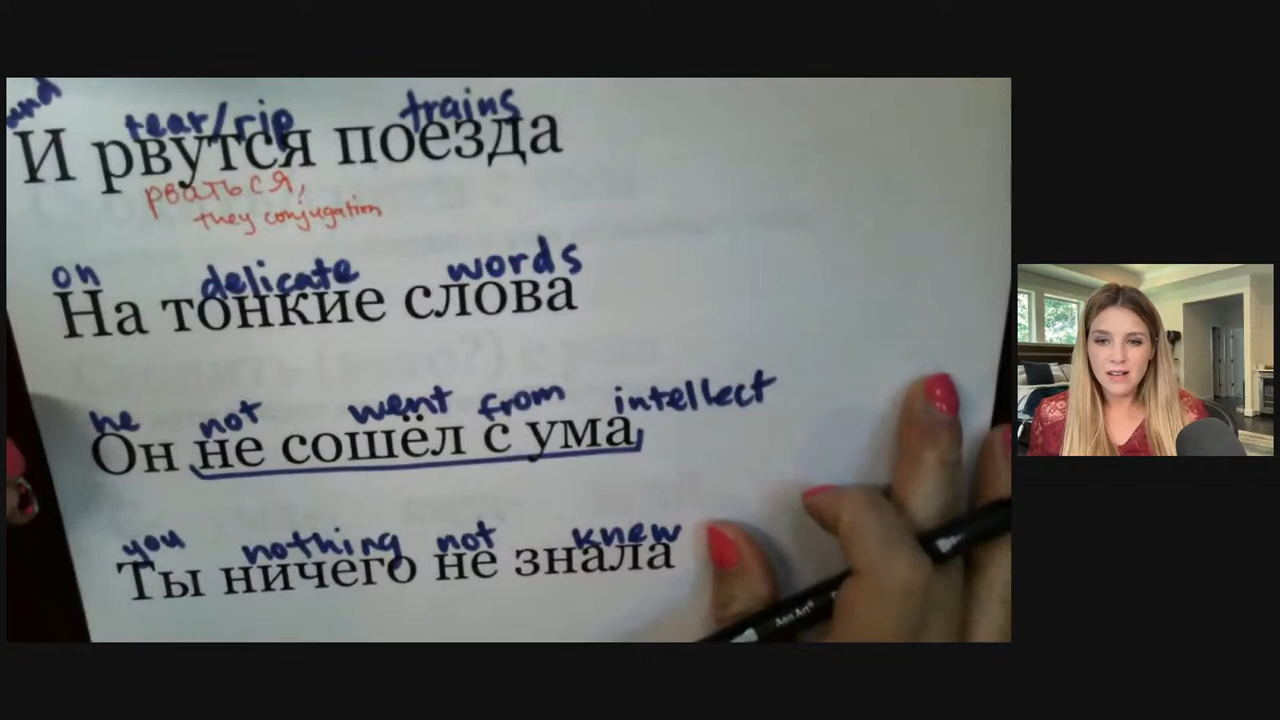 and tear/rip trains
И рвутся поезда
рваться,
they conjugation
on delicate words
На тонкие слова
he not went from intellect
Он не сошёл с ума
you nothing not knew
Ты ничего не знала